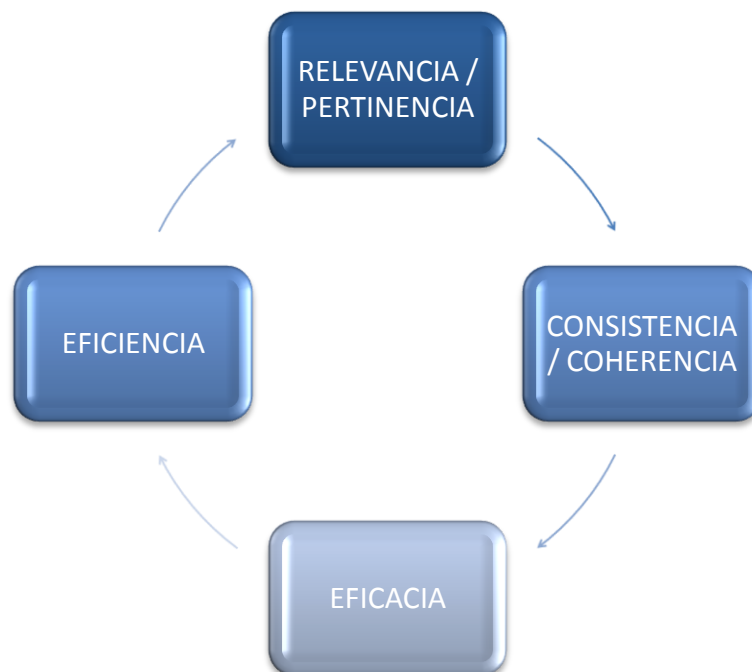 RELEVANCIA /
PERTINENCIA
CONSISTENCIA
/ COHERENCIA
EFICACIA
EFICIENCIA